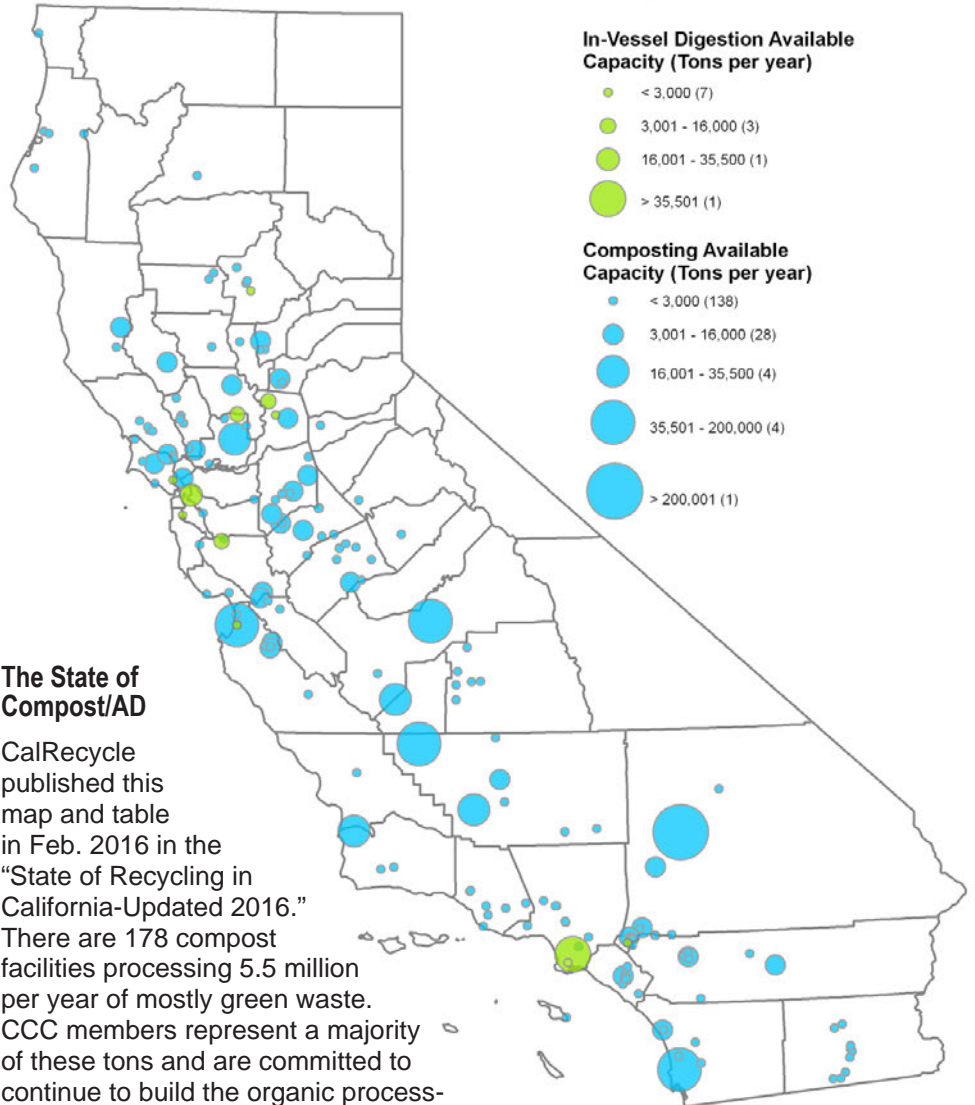 In-Vessel Digestion Available
Capacity (Tons per year)
< 3,000 (7)
3,001 - 16,000 (3)
16,001 - 35,500 (1)
> 35,501 (1)
Composting Available
Capacity (Tons per year)
< 3,000 (138)
3,001 - 16,000 (28)
16,001 - 35,500 (4)
35,501 - 200,000 (4)
> 200,001 (1)
The State of
Compost/AD
CalRecycle
published this
map and table
in Feb. 2016 in the
“State of Recycling in
California-Updated 2016.”
There are 178 compost
facilities processing 5.5 million
per year of mostly green waste.
CCC members represent a majority
of these tons and are committed to
continue to build the organic process-